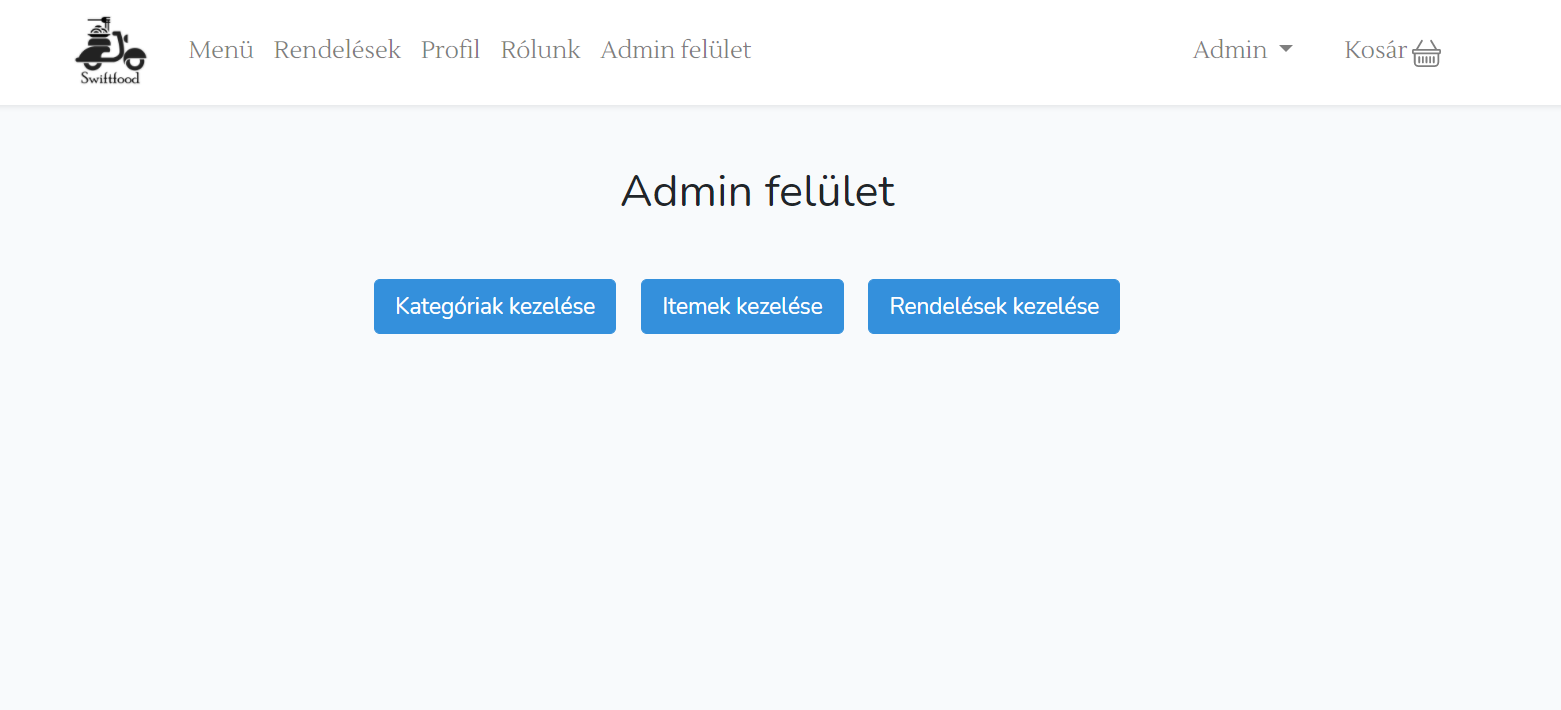 Swiftfood
Menü Rendelések Profil Rólunk Admin felület Admin Kosár
Admin felület
Kategóriak kezelése Itemek kezelése Rendelések kezelése